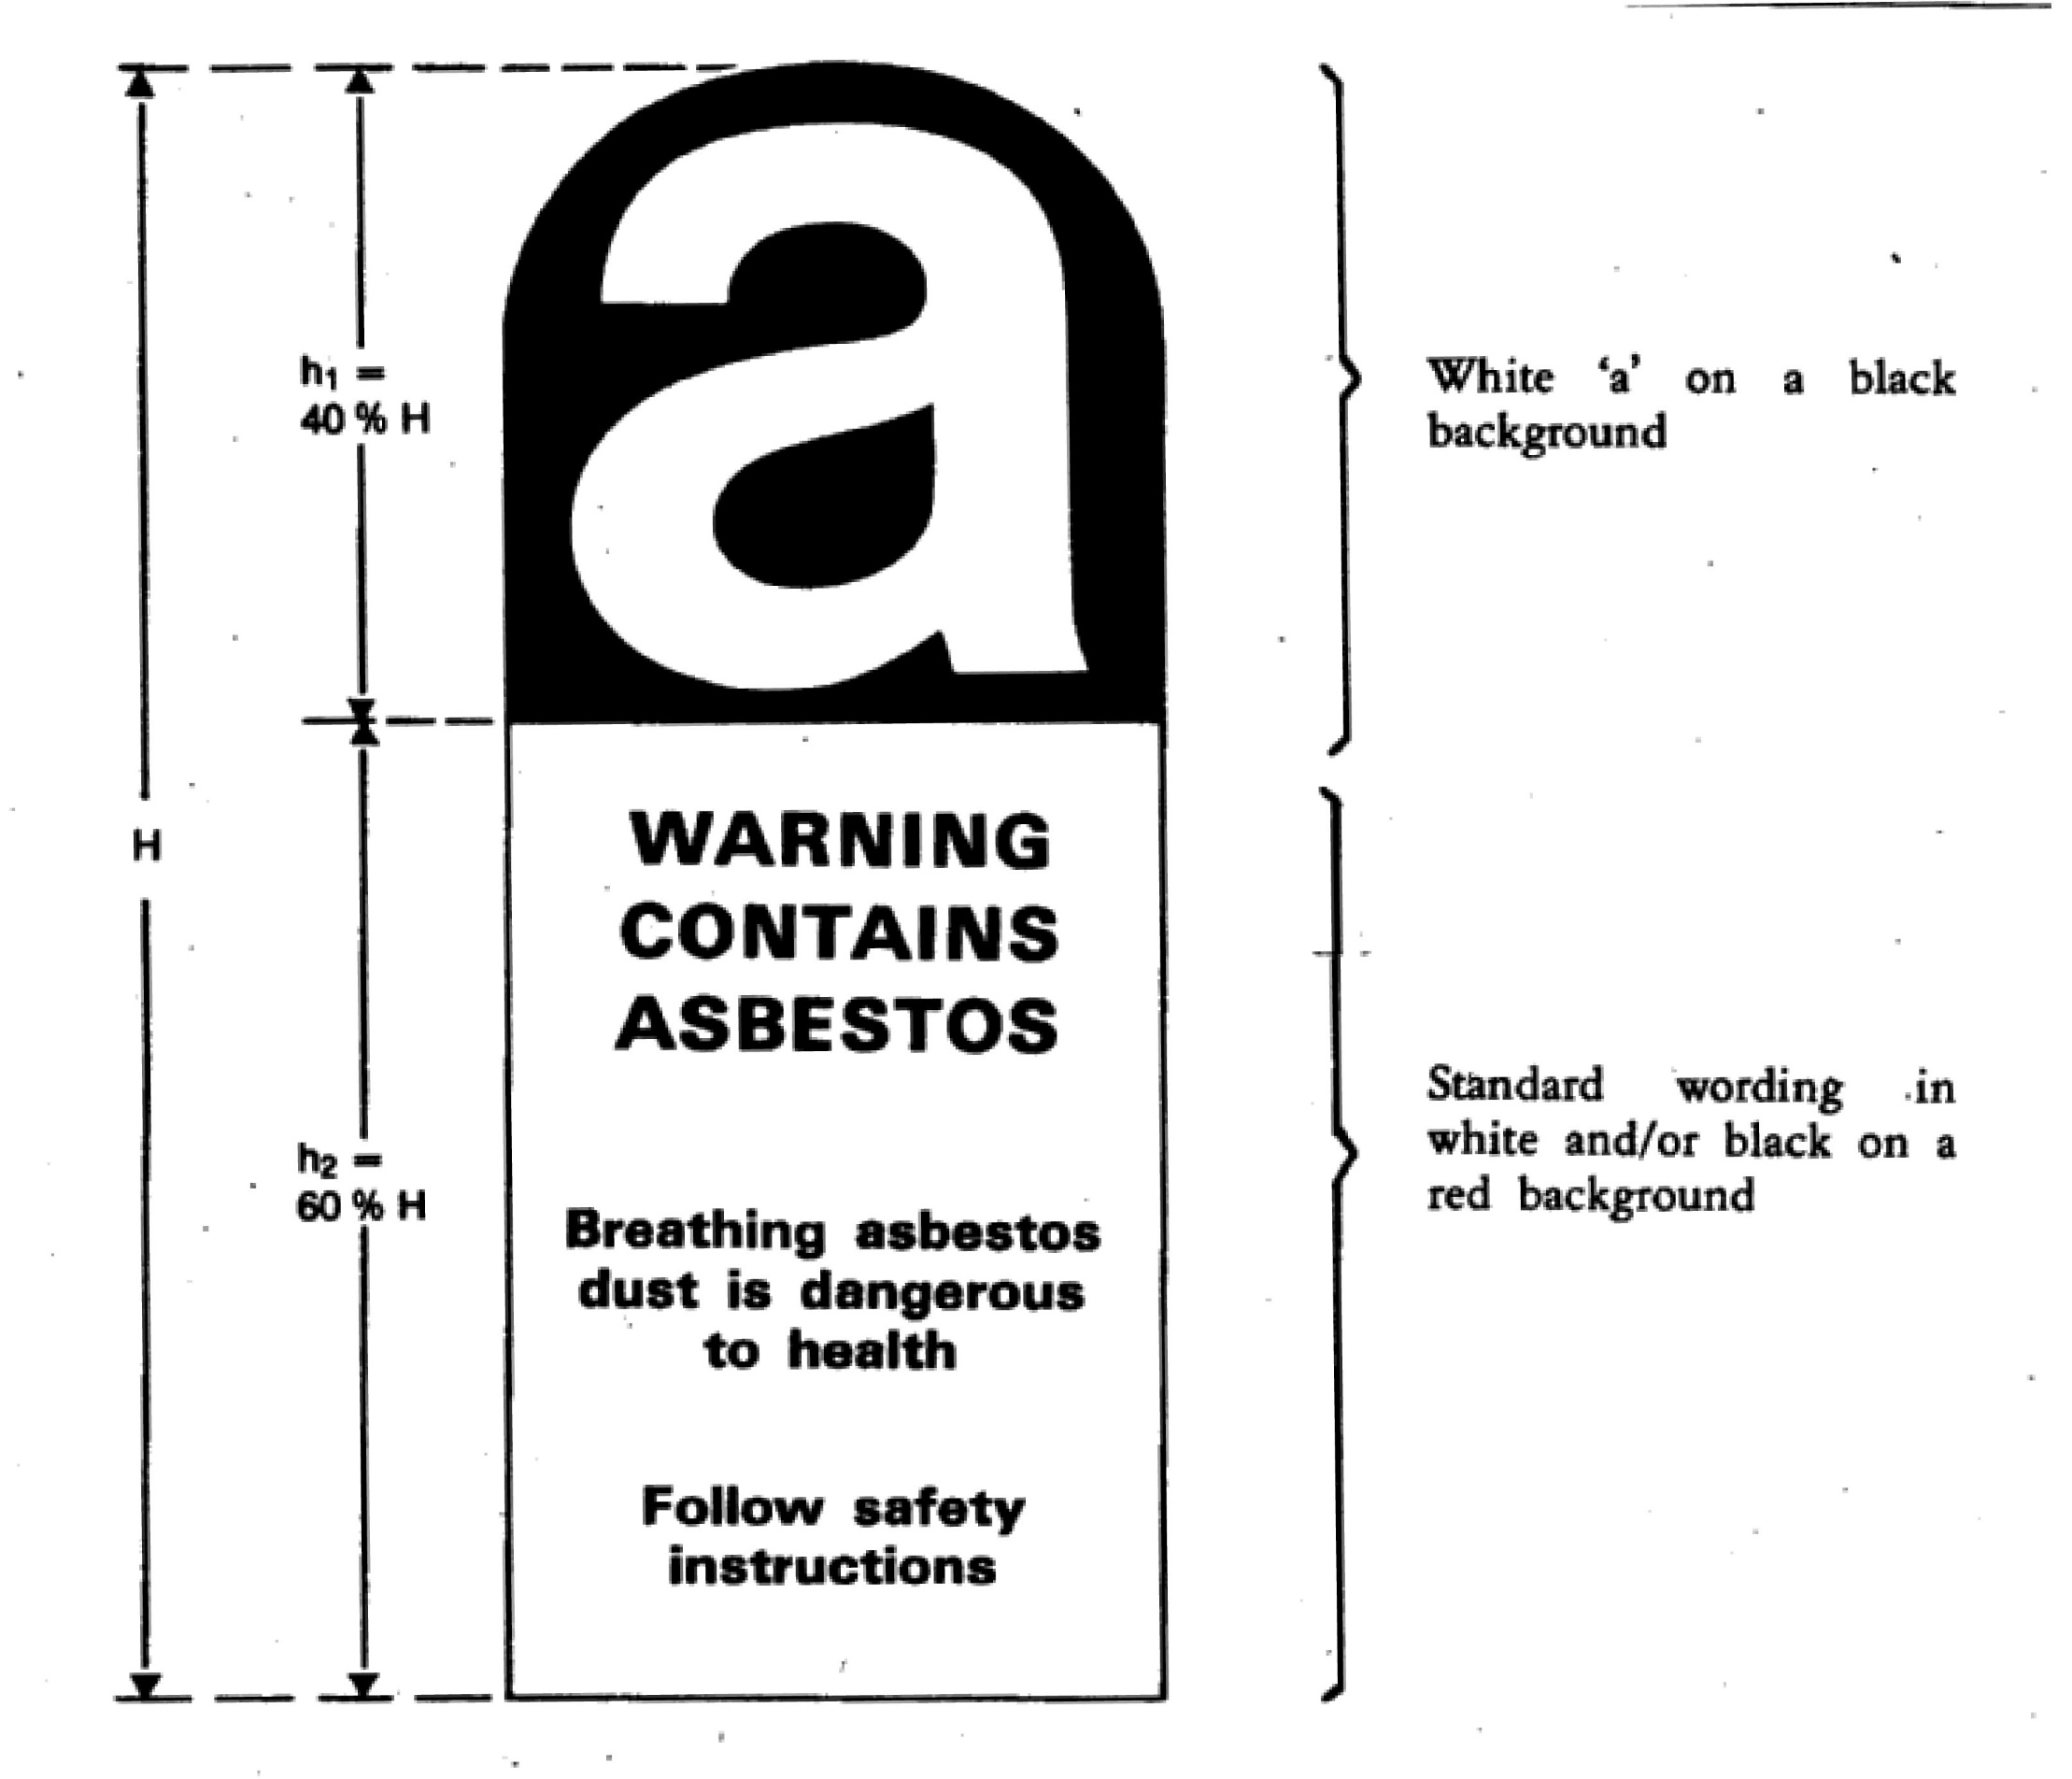 a
h₁ =
40 % H
White ‘a’ on a black
background
H
WARNING
CONTAINS
ASBESTOS
h₂ =
60 % H
Standard wording in
white and/or black on a
red background
Breathing asbestos
dust is dangerous
to health
Follow safety
instructions